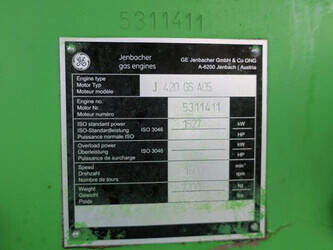 5311411
GE
Jenbacher
gas engines
GE Jenbacher GmbH & Co OHG
A-6200 Jenbach | Austria
Engine type
Motor Typ
Moteur modèle
J 420 GS A05
Engine no.
Motor Nr.
Moteur numéro
5311411
ISO standard power
ISO-Standardleistung
Puissance normale ISO
ISO 3046
kW
HP
Overload power
Überleistung
Puissance de surcharge
ISO 3046
kW
HP
Speed
Drehzahl
Nombre de tours
min⁻¹
rpm
Weight
Gewicht
Poids
kg
lbs